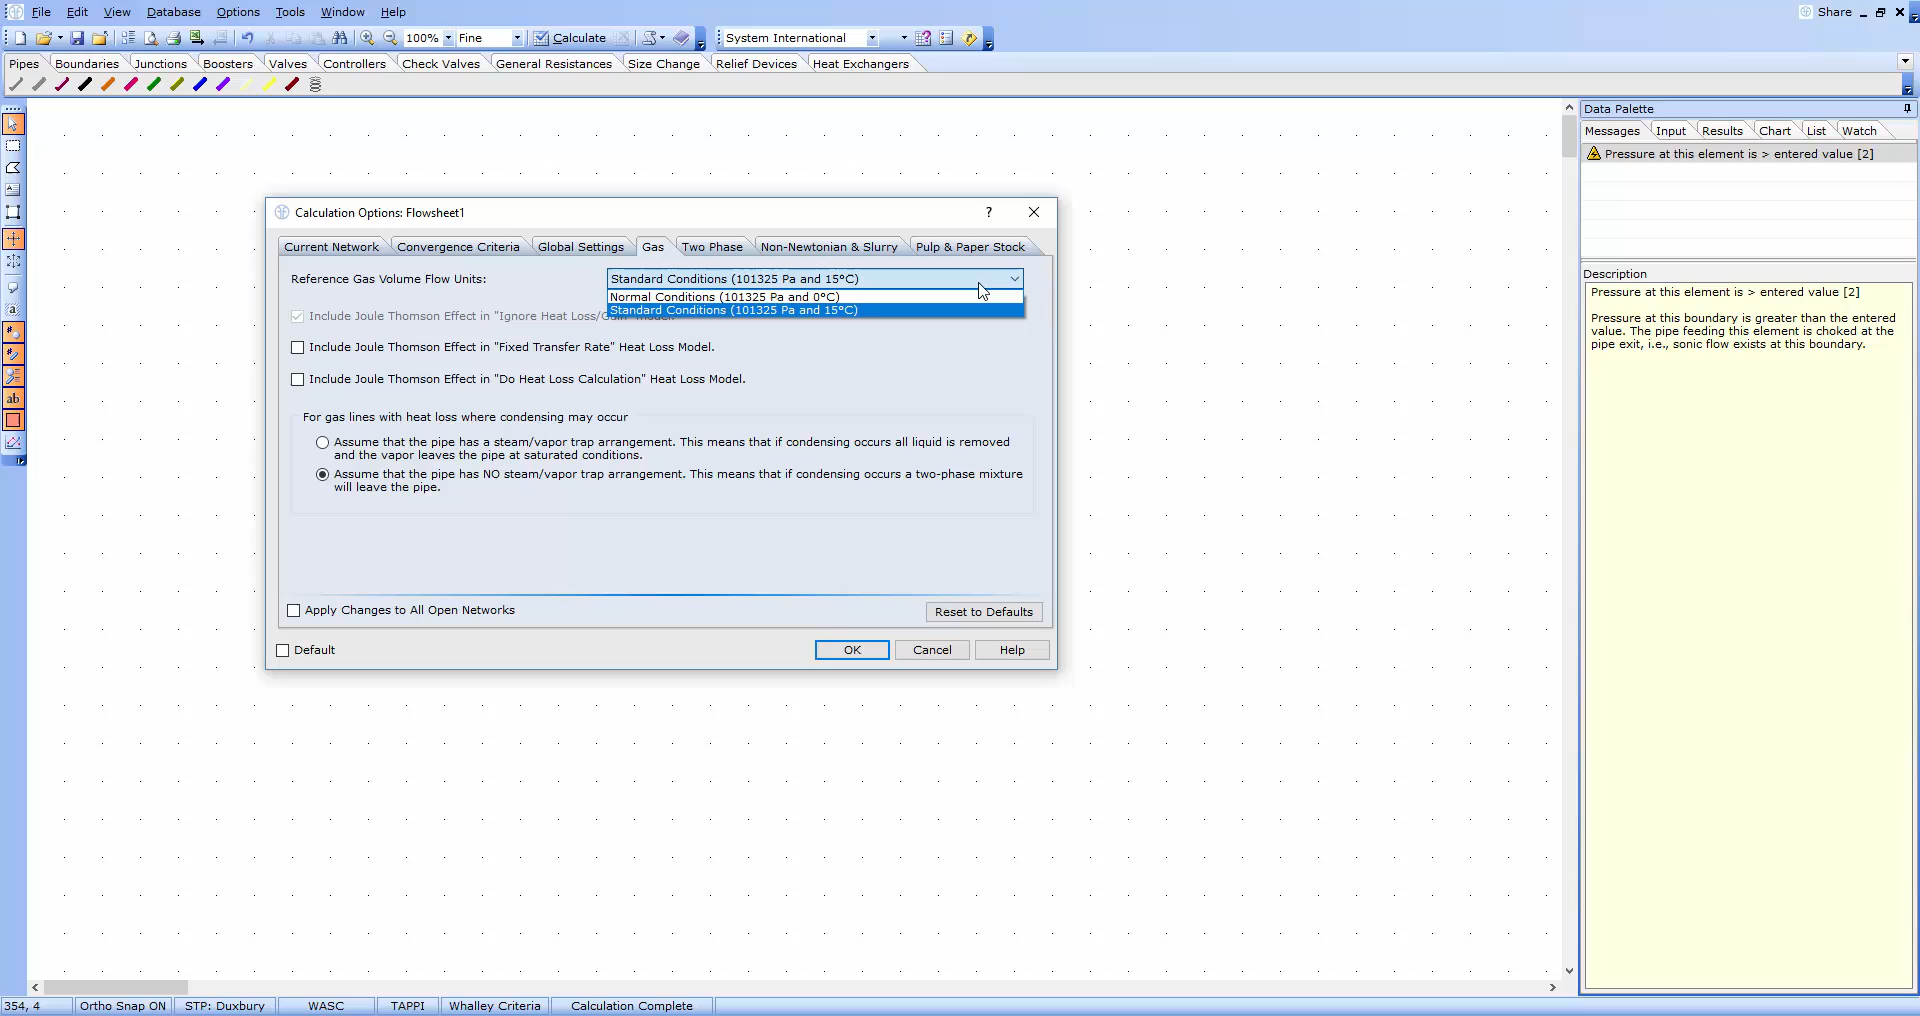 File Edit View Database Options Tools Window Help Share
100% Fine Calculate System International
Pipes Boundaries Junctions Boosters Valves Controllers Check Valves General Resistances Size Change Relief Devices Heat Exchangers
Data Palette
Messages Input Results Chart List Watch
Pressure at this element is > entered value [2]
Description
Pressure at this element is > entered value [2]
Pressure at this boundary is greater than the entered
value. The pipe feeding this element is choked at the
pipe exit, i.e., sonic flow exists at this boundary.
Calculation Options: Flowsheet1
Current Network Convergence Criteria Global Settings Gas Two Phase Non-Newtonian & Slurry Pulp & Paper Stock
Reference Gas Volume Flow Units: Standard Conditions (101325 Pa and 15°C)
Normal Conditions (101325 Pa and 0°C)
Standard Conditions (101325 Pa and 15°C)
Include Joule Thomson Effect in "Ignore Heat Loss/Gain" model.
Include Joule Thomson Effect in "Fixed Transfer Rate" Heat Loss Model.
Include Joule Thomson Effect in "Do Heat Loss Calculation" Heat Loss Model.
For gas lines with heat loss where condensing may occur
Assume that the pipe has a steam/vapor trap arrangement. This means that if condensing occurs all liquid is removed
and the vapor leaves the pipe at saturated conditions.
Assume that the pipe has NO steam/vapor trap arrangement. This means that if condensing occurs a two-phase mixture
will leave the pipe.
Apply Changes to All Open Networks Reset to Defaults
Default OK Cancel Help
ab
354, 4 Ortho Snap ON STP: Duxbury WASC TAPPI Whalley Criteria Calculation Complete